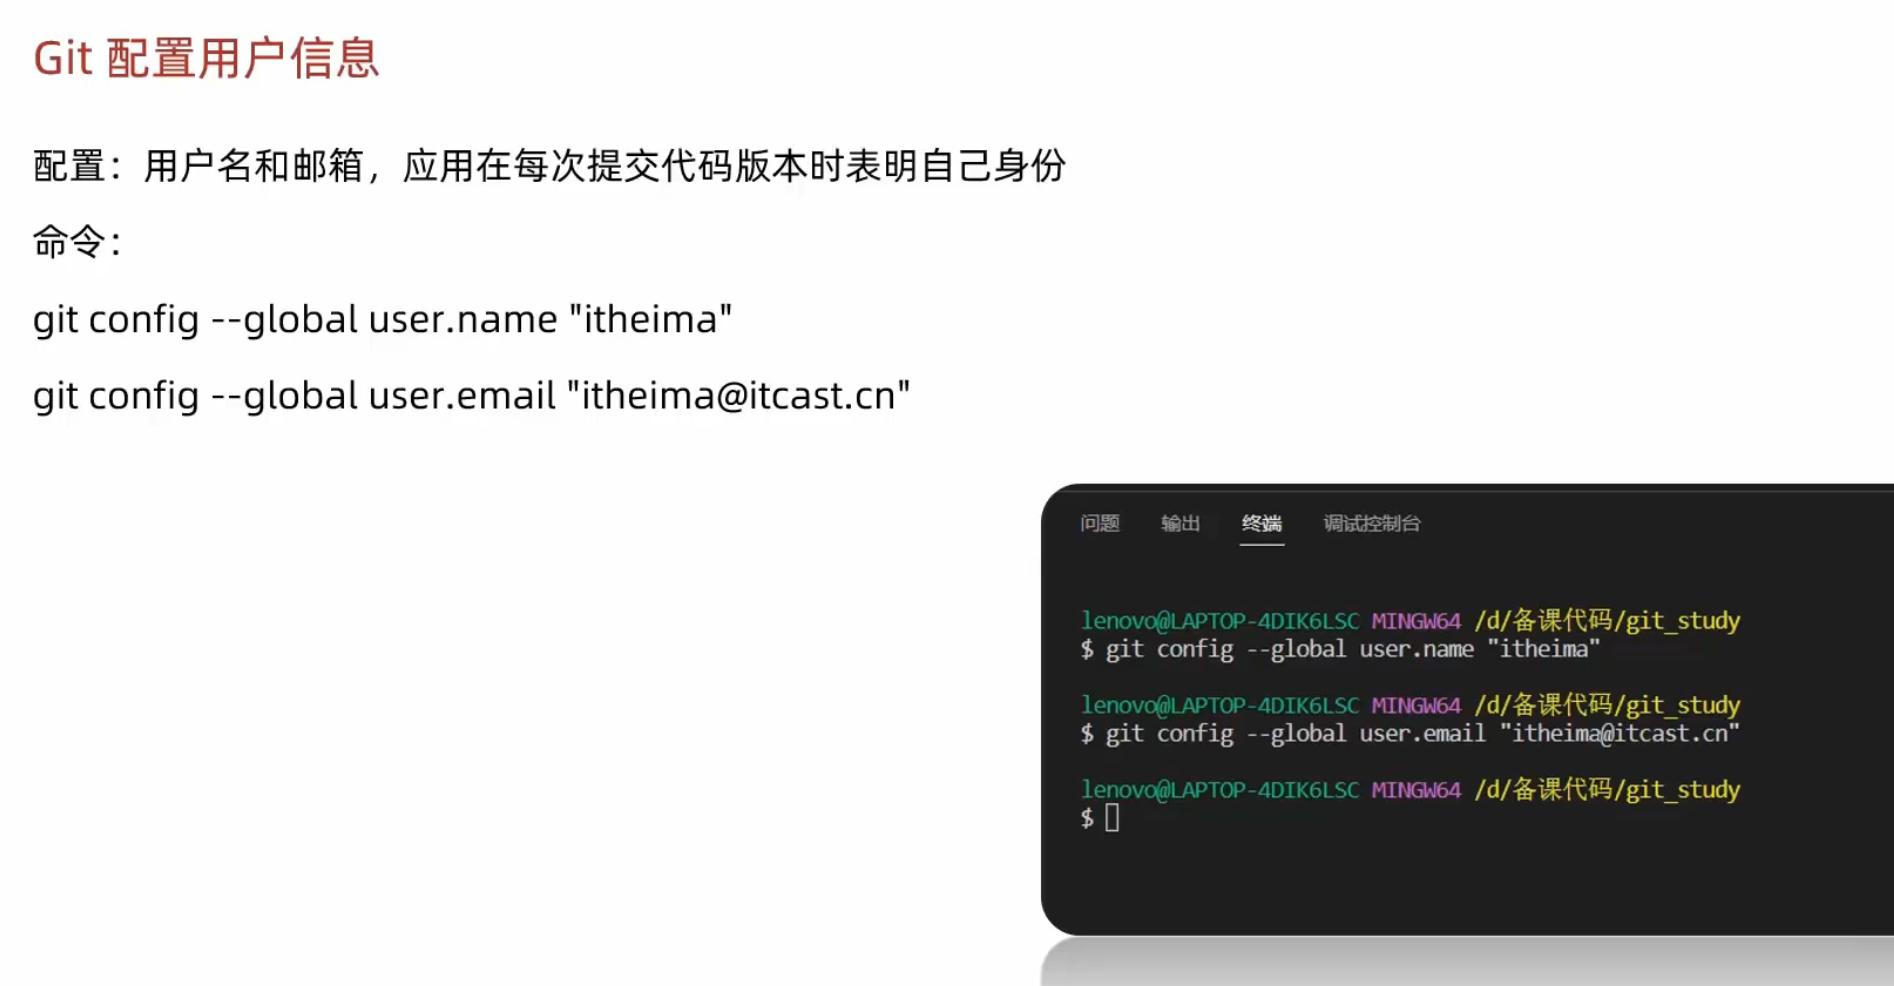 Git 配置用户信息
配置：用户名和邮箱，应用在每次提交代码版本时表明自己身份
命令：
git config --global user.name "itheima"
git config --global user.email "itheima@itcast.cn"
问题 输出 终端 调试控制台
lenovo@LAPTOP-4DIK6LSC MINGW64 /d/备课代码/git_study
$ git config --global user.name "itheima"
lenovo@LAPTOP-4DIK6LSC MINGW64 /d/备课代码/git_study
$ git config --global user.email "itheima@itcast.cn"
lenovo@LAPTOP-4DIK6LSC MINGW64 /d/备课代码/git_study
$